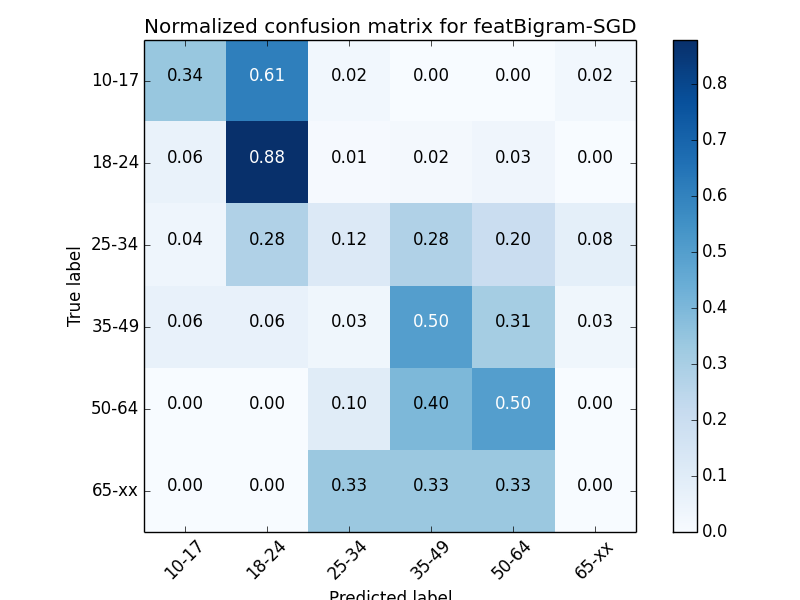 Normalized confusion matrix for featBigram-SGD
True label
10-17 0.34 0.61 0.02 0.00 0.00 0.02
18-24 0.06 0.88 0.01 0.02 0.03 0.00
25-34 0.04 0.28 0.12 0.28 0.20 0.08
35-49 0.06 0.06 0.03 0.50 0.31 0.03
50-64 0.00 0.00 0.10 0.40 0.50 0.00
65-xx 0.00 0.00 0.33 0.33 0.33 0.00
10-17 18-24 25-34 35-49 50-64 65-xx
Predicted label
0.8
0.7
0.6
0.5
0.4
0.3
0.2
0.1
0.0